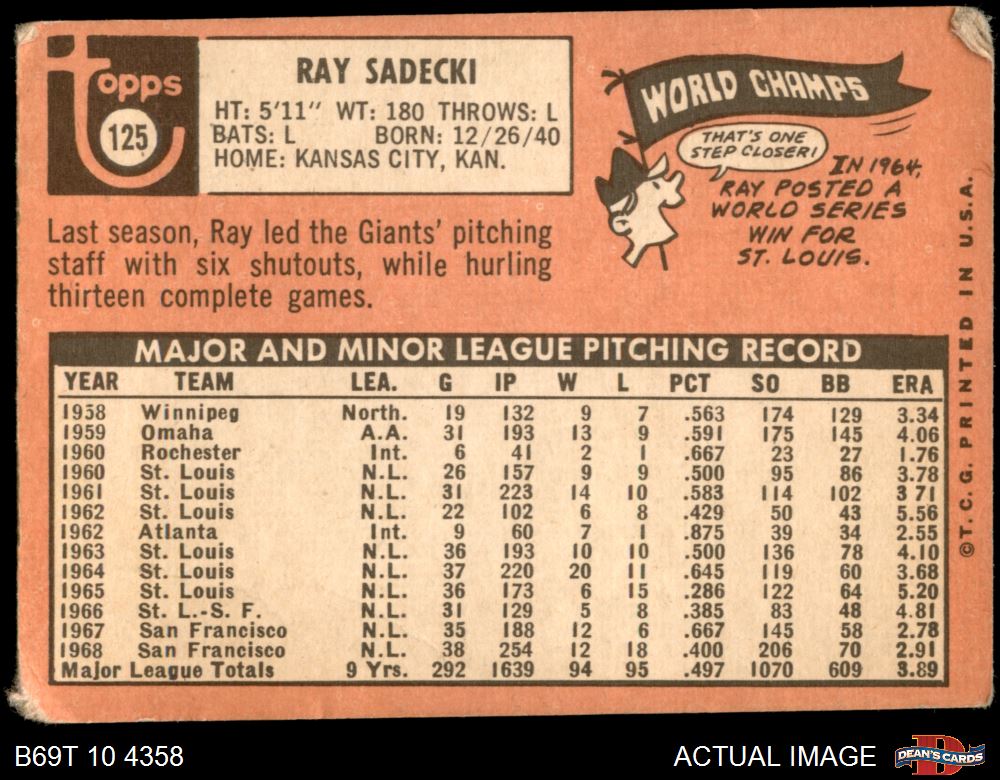 topps
125
RAY SADECKI
HT: 5'11" WT: 180 THROWS: L
BATS: L BORN: 12/26/40
HOME: KANSAS CITY, KAN.
WORLD CHAMPS
THAT'S ONE
STEP CLOSER!
IN 1964,
RAY POSTED A
WORLD SERIES
WIN FOR
ST. LOUIS.
Last season, Ray led the Giants' pitching
staff with six shutouts, while hurling
thirteen complete games.
MAJOR AND MINOR LEAGUE PITCHING RECORD
YEAR TEAM LEA. G IP W L PCT SO BB ERA
1958 Winnipeg North. 19 132 9 7 .563 174 129 3.34
1959 Omaha A.A. 31 193 13 9 .591 175 145 4.06
1960 Rochester Int. 6 41 2 1 .667 23 27 1.76
1960 St. Louis N.L. 26 157 9 9 .500 95 86 3.78
1961 St. Louis N.L. 31 223 14 10 .583 114 102 3.71
1962 St. Louis N.L. 22 102 6 8 .429 50 43 5.56
1962 Atlanta Int. 9 60 7 1 .875 39 34 2.55
1963 St. Louis N.L. 36 193 10 10 .500 136 78 4.10
1964 St. Louis N.L. 37 220 20 11 .645 119 60 3.68
1965 St. Louis N.L. 36 173 6 15 .286 122 64 5.20
1966 St. L.-S. F. N.L. 31 129 5 8 .385 83 48 4.81
1967 San Francisco N.L. 35 188 12 6 .667 145 58 2.78
1968 San Francisco N.L. 38 254 12 18 .400 206 70 2.91
Major League Totals 9 Yrs. 292 1639 94 95 .497 1070 609 3.89
©T.C.G. PRINTED IN U.S.A.
B69T 10 4358
ACTUAL IMAGE
D
DEAN'S CARDS